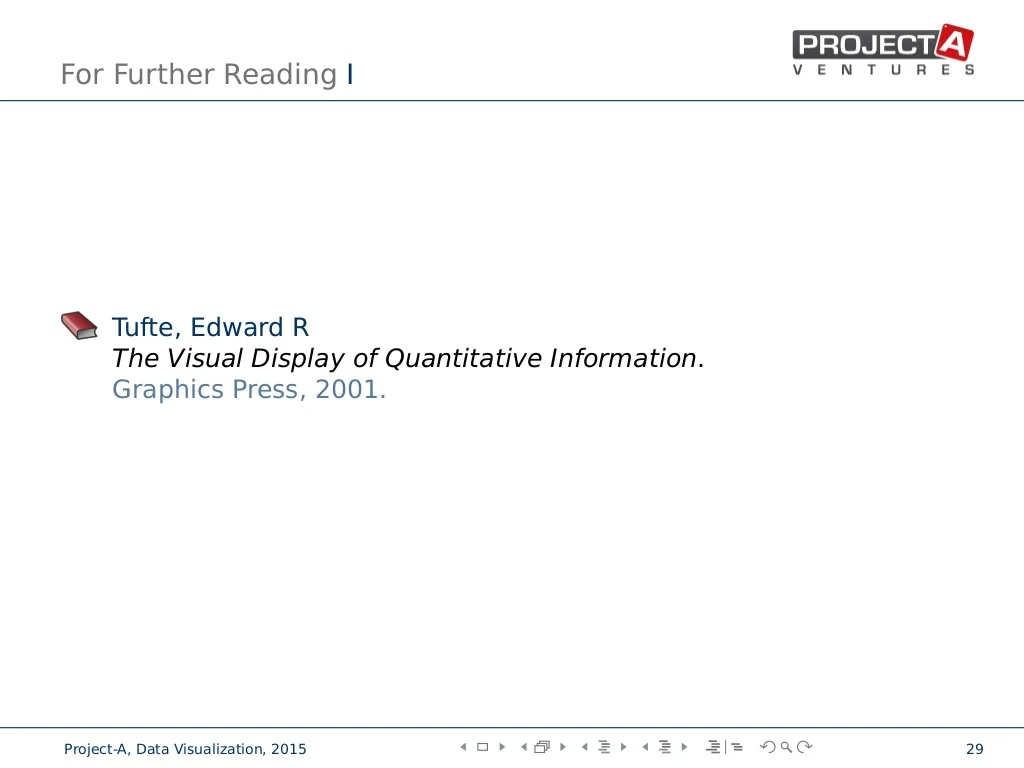 PROJECT A
VENTURES
For Further Reading I
Tufte, Edward R
The Visual Display of Quantitative Information.
Graphics Press, 2001.
Project-A, Data Visualization, 2015
29